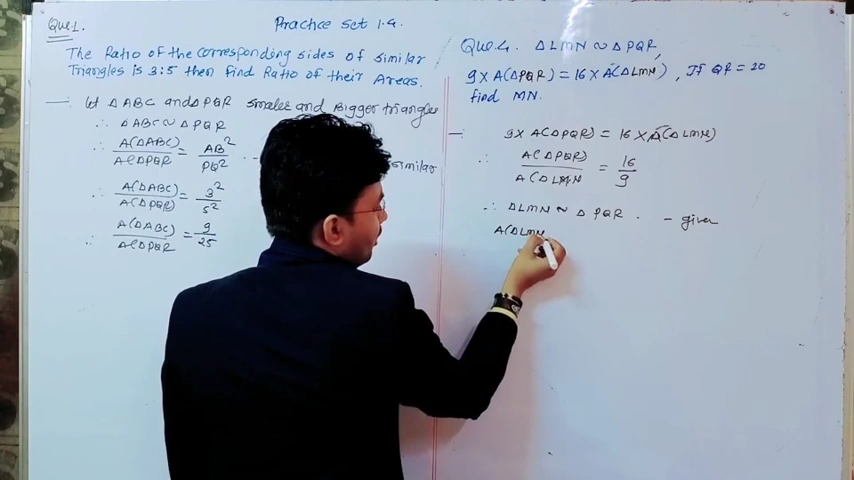 Practice Set 1.4.
Que 1.
The Ratio of the corresponding sides of similar
Triangles is 3:5 then find Ratio of their Areas.
→ let △ABC and △PQR smaller and Bigger triangles
∴ △ABC ~ △PQR
∴ A(△ABC)/A(△PQR = AB²/PQ² .. similar
∴ A(△ABC)/A(△PQR) = 3²/5²
∴ A(△ABC)/A(△PQR = 9/25
Que.4. △LMN ~ △PQR,
9 X A(△PQR) = 16 X A(△LMN), If QR = 20
find MN.
→ 9 X A(△PQR) = 16 X A(△LMN)
∴ A(△PQR)/A(△LMN = 16/9
∴ △LMN ~ △PQR. - given
A(△LMN